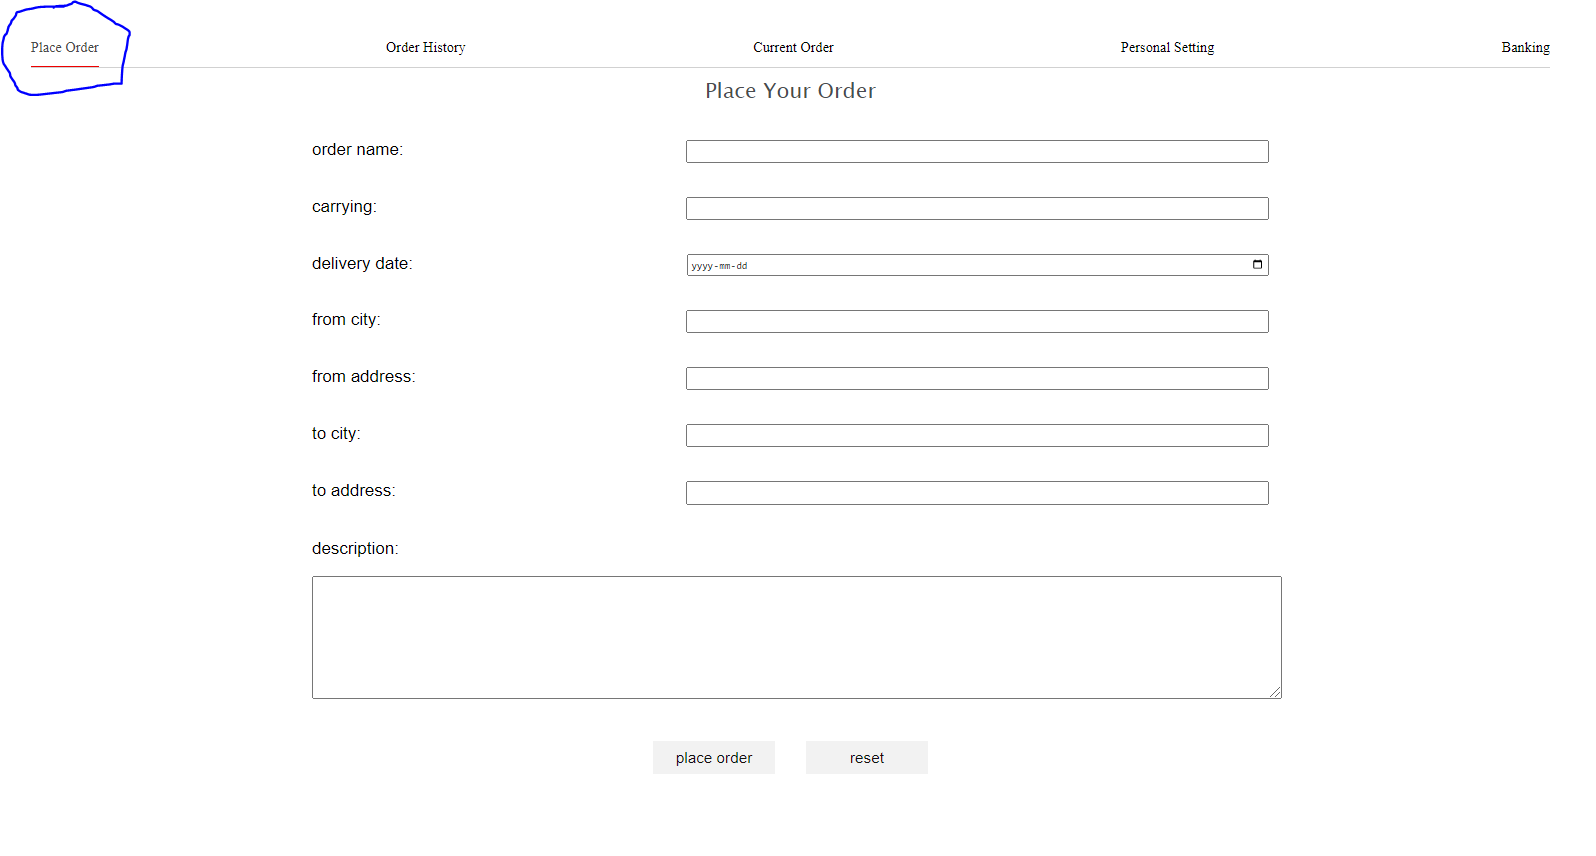 Place Order Order History Current Order Personal Setting Banking
Place Your Order
order name:
carrying:
delivery date: yyyy-mm-dd
from city:
from address:
to city:
to address:
description:
place order reset